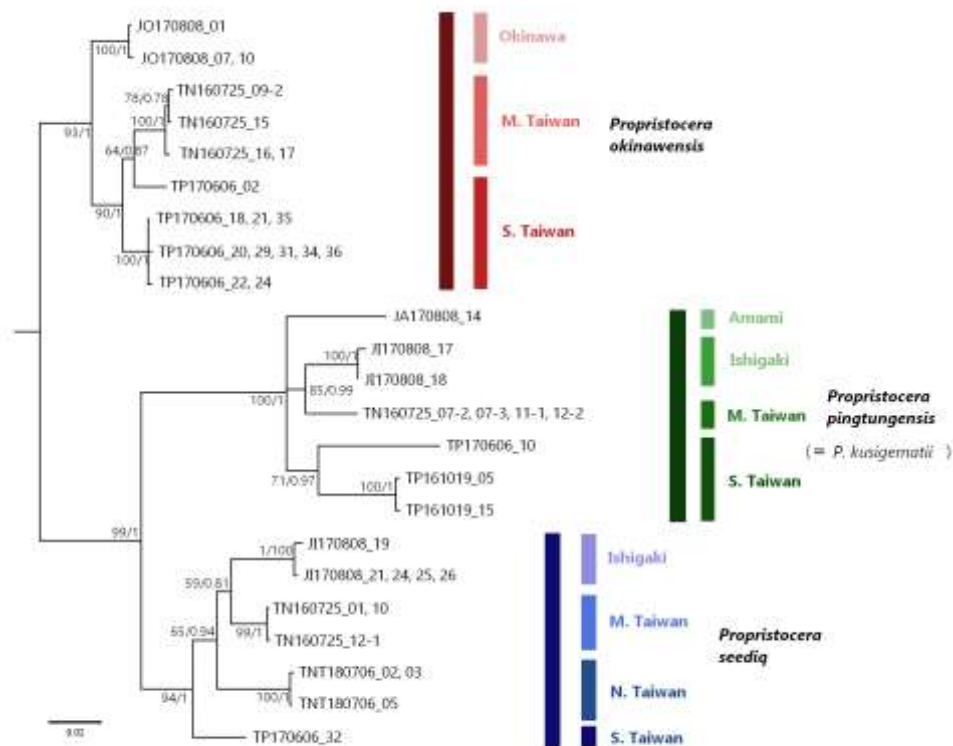 JO170808_01
100/1
JO170808_07, 10
Okinawa
93/1
TN160725_09-2
78/0.78
TN160725_15
100/1
TN160725_16, 17
M. Taiwan
64/0.87
TP170606_02
90/1
TP170606_18, 21, 35
TP170606_20, 29, 31, 34, 36
100/1
TP170606_22, 24
S. Taiwan
Propristocera
okinawensis
JA170808_14
Amami
JI170808_17
100/1
JI170808_18
Ishigaki
85/0.99
100/1
TN160725_07-2, 07-3, 11-1, 12-2
M. Taiwan
TP170606_10
71/0.97
TP161019_05
100/1
TP161019_15
S. Taiwan
Propristocera
pingtungensis
(= P. kusigematii )
99/1
JI170808_19
1/100
JI170808_21, 24, 25, 26
Ishigaki
59/0.81
TN160725_01, 10
99/1
TN160725_12-1
M. Taiwan
55/0.94
TNT180706_02, 03
100/1
TNT180706_05
N. Taiwan
94/1
TP170606_32
S. Taiwan
Propristocera
seediq
0.02